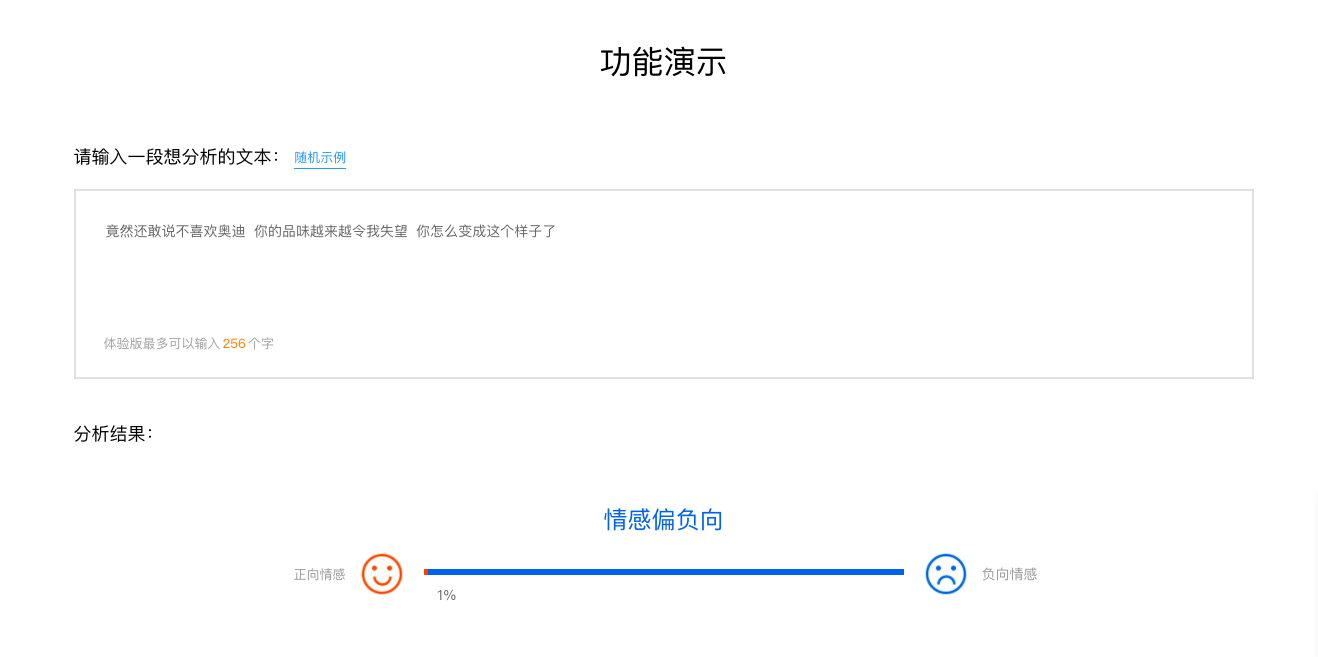 功能演示
请输入一段想分析的文本： 随机示例
竟然还敢说不喜欢奥迪 你的品味越来越令我失望 你怎么变成这个样子了
体验版最多可以输入256个字
分析结果：
情感偏负向
正向情感
负向情感
1%